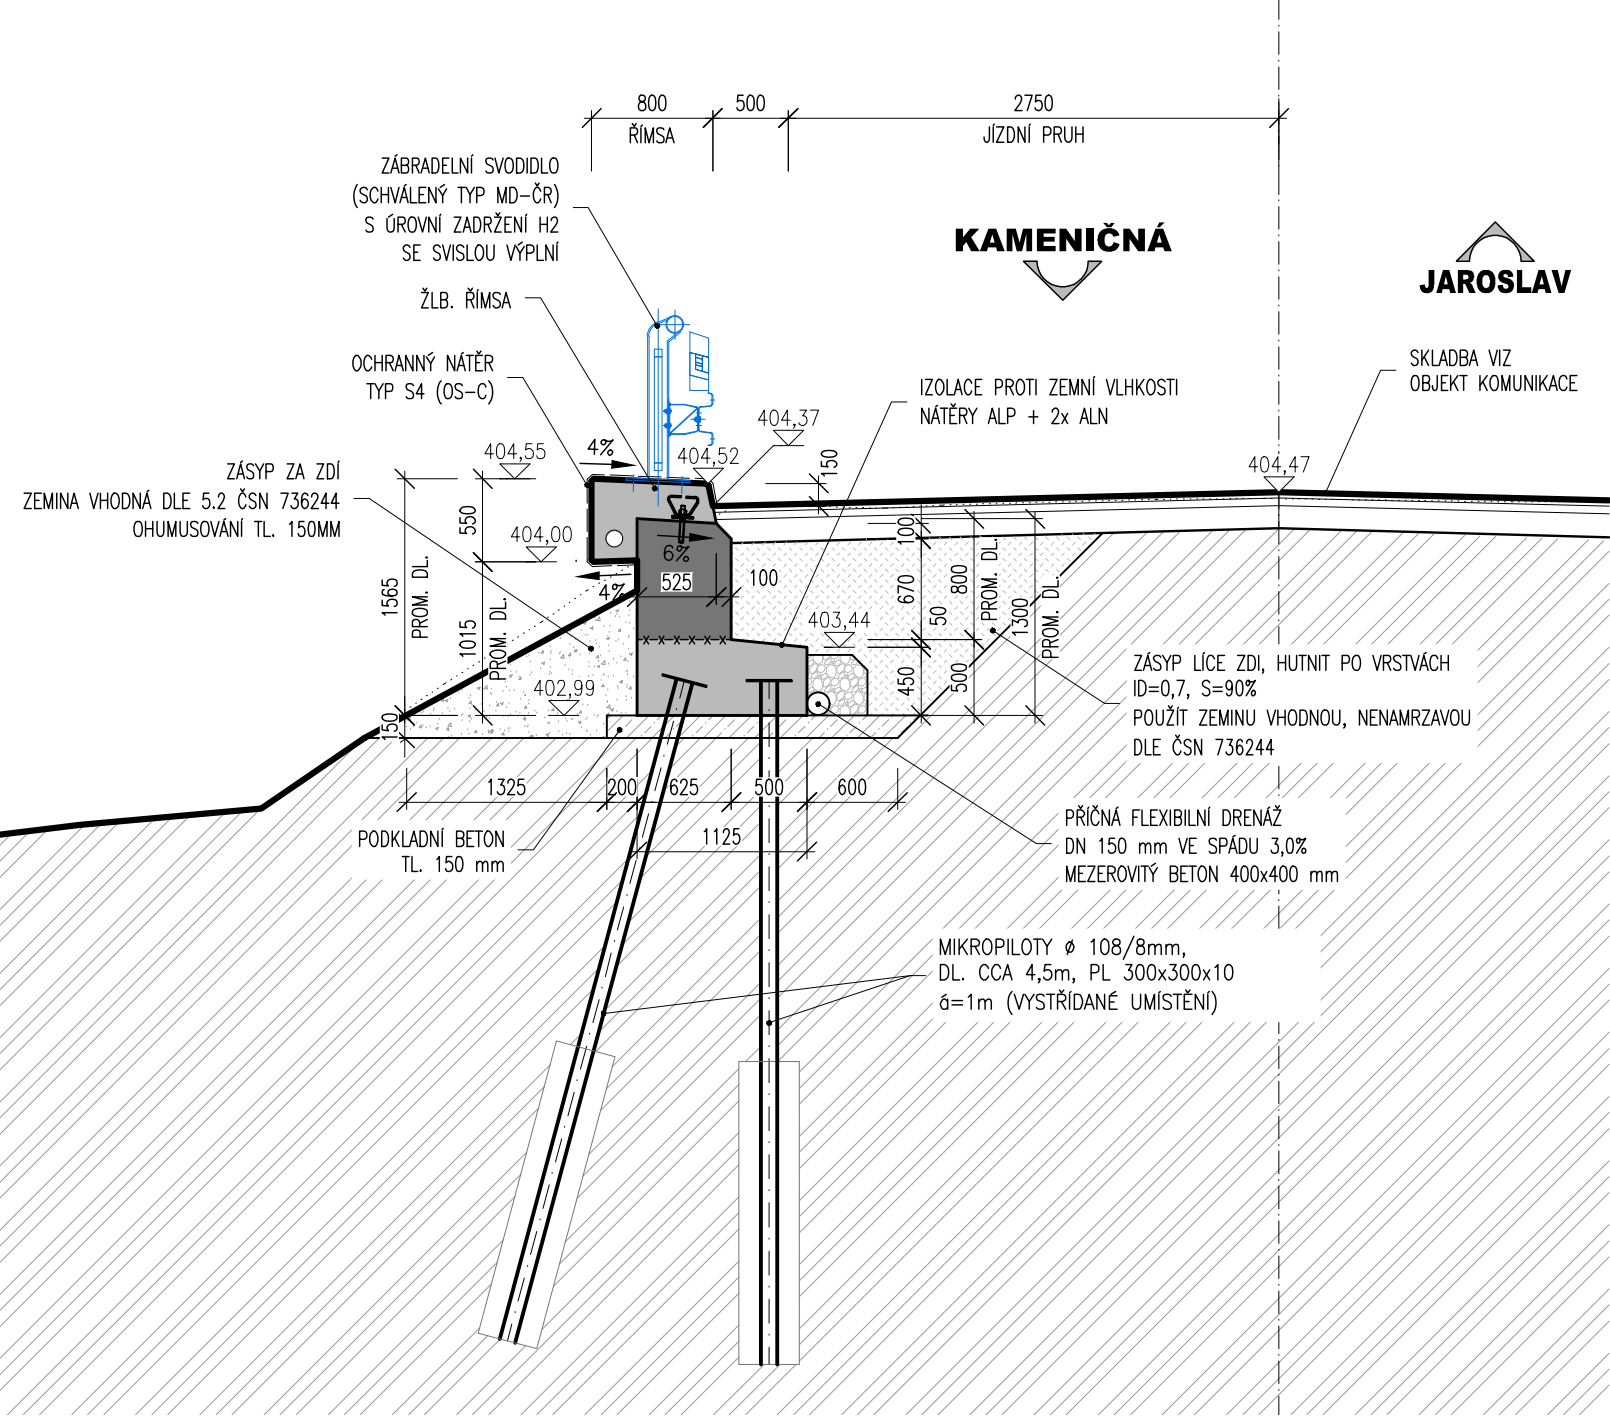 800
500
2750
ŘÍMSA
JÍZDNÍ PRUH
ZÁBRADELNÍ SVODIDLO
(SCHVÁLENÝ TYP MD-ČR)
S ÚROVNÍ ZADRŽENÍ H2
SE SVISLOU VÝPLNÍ
KAMENIČNÁ
JAROSLAV
ŽLB. ŘÍMSA
OCHRANNÝ NÁTĚR
TYP S4 (OS-C)
SKLADBA VIZ
OBJEKT KOMUNIKACE
IZOLACE PROTI ZEMNÍ VLHKOSTI
NÁTĚRY ALP + 2x ALN
404,37
4%
404,55
404,52
150
404,47
ZÁSYP ZA ZDÍ
ZEMINA VHODNÁ DLE 5.2 ČSN 736244
OHUMUSOVÁNÍ TL. 150MM
550
404,00
100
6%
4%
525
100
1565
PROM. DL.
1015
PROM. DL.
670
50
800
PROM. DL.
1300
PROM. DL.
403,44
402,99
450
500
150
ZÁSYP LÍCE ZDI, HUTNIT PO VRSTVÁCH
ID=0,7, S=90%
POUŽÍT ZEMINU VHODNOU, NENAMRZAVOU
DLE ČSN 736244
1325
200
625
500
600
1125
PODKLADNÍ BETON
TL. 150 mm
PŘÍČNÁ FLEXIBILNÍ DRENÁŽ
DN 150 mm VE SPÁDU 3,0%
MEZEROVITÝ BETON 400x400 mm
MIKROPILOTY ø 108/8mm,
DL. CCA 4,5m, PL 300x300x10
á=1m (VYSTŘÍDANÉ UMÍSTĚNÍ)